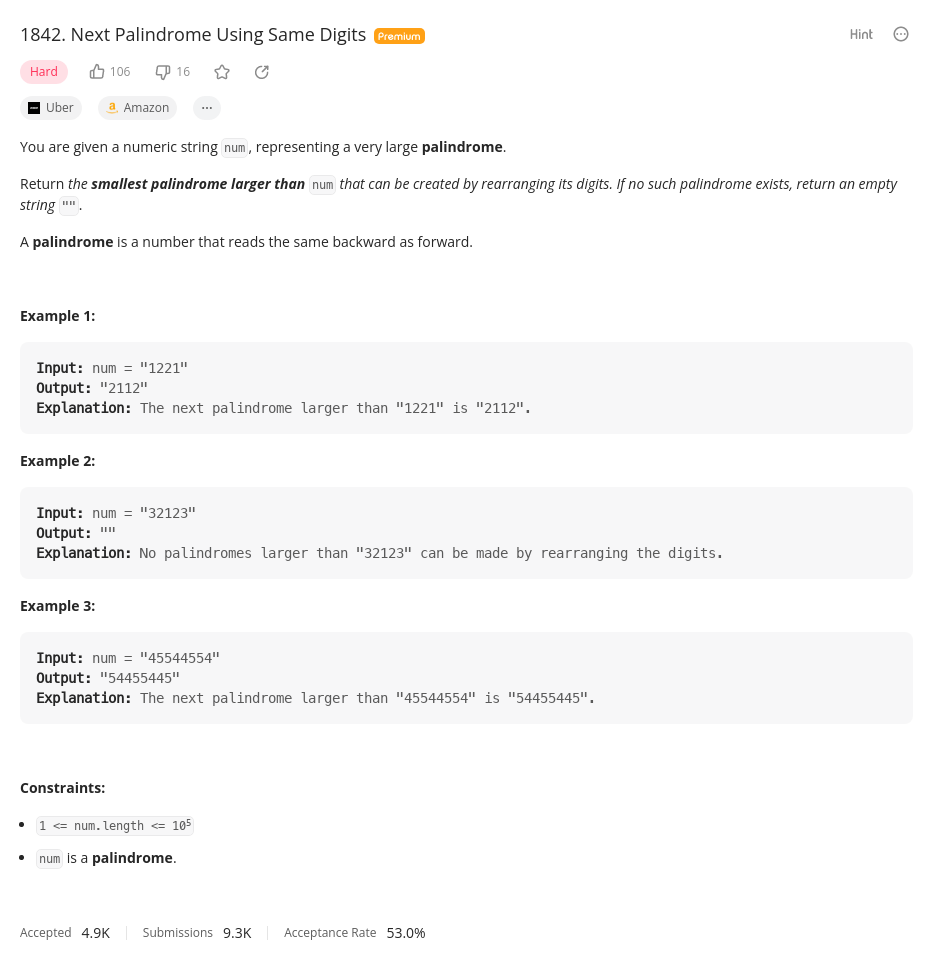 1842. Next Palindrome Using Same Digits Premium Hint
Hard 106 16
Uber Amazon ...
You are given a numeric string num, representing a very large palindrome.
Return the smallest palindrome larger than num that can be created by rearranging its digits. If no such palindrome exists, return an empty
string "".
A palindrome is a number that reads the same backward as forward.
Example 1:
Input: num = "1221"
Output: "2112"
Explanation: The next palindrome larger than "1221" is "2112".
Example 2:
Input: num = "32123"
Output: ""
Explanation: No palindromes larger than "32123" can be made by rearranging the digits.
Example 3:
Input: num = "45544554"
Output: "54455445"
Explanation: The next palindrome larger than "45544554" is "54455445".
Constraints:
• 1 <= num.length <= 10⁵
• num is a palindrome.
Accepted 4.9K Submissions 9.3K Acceptance Rate 53.0%